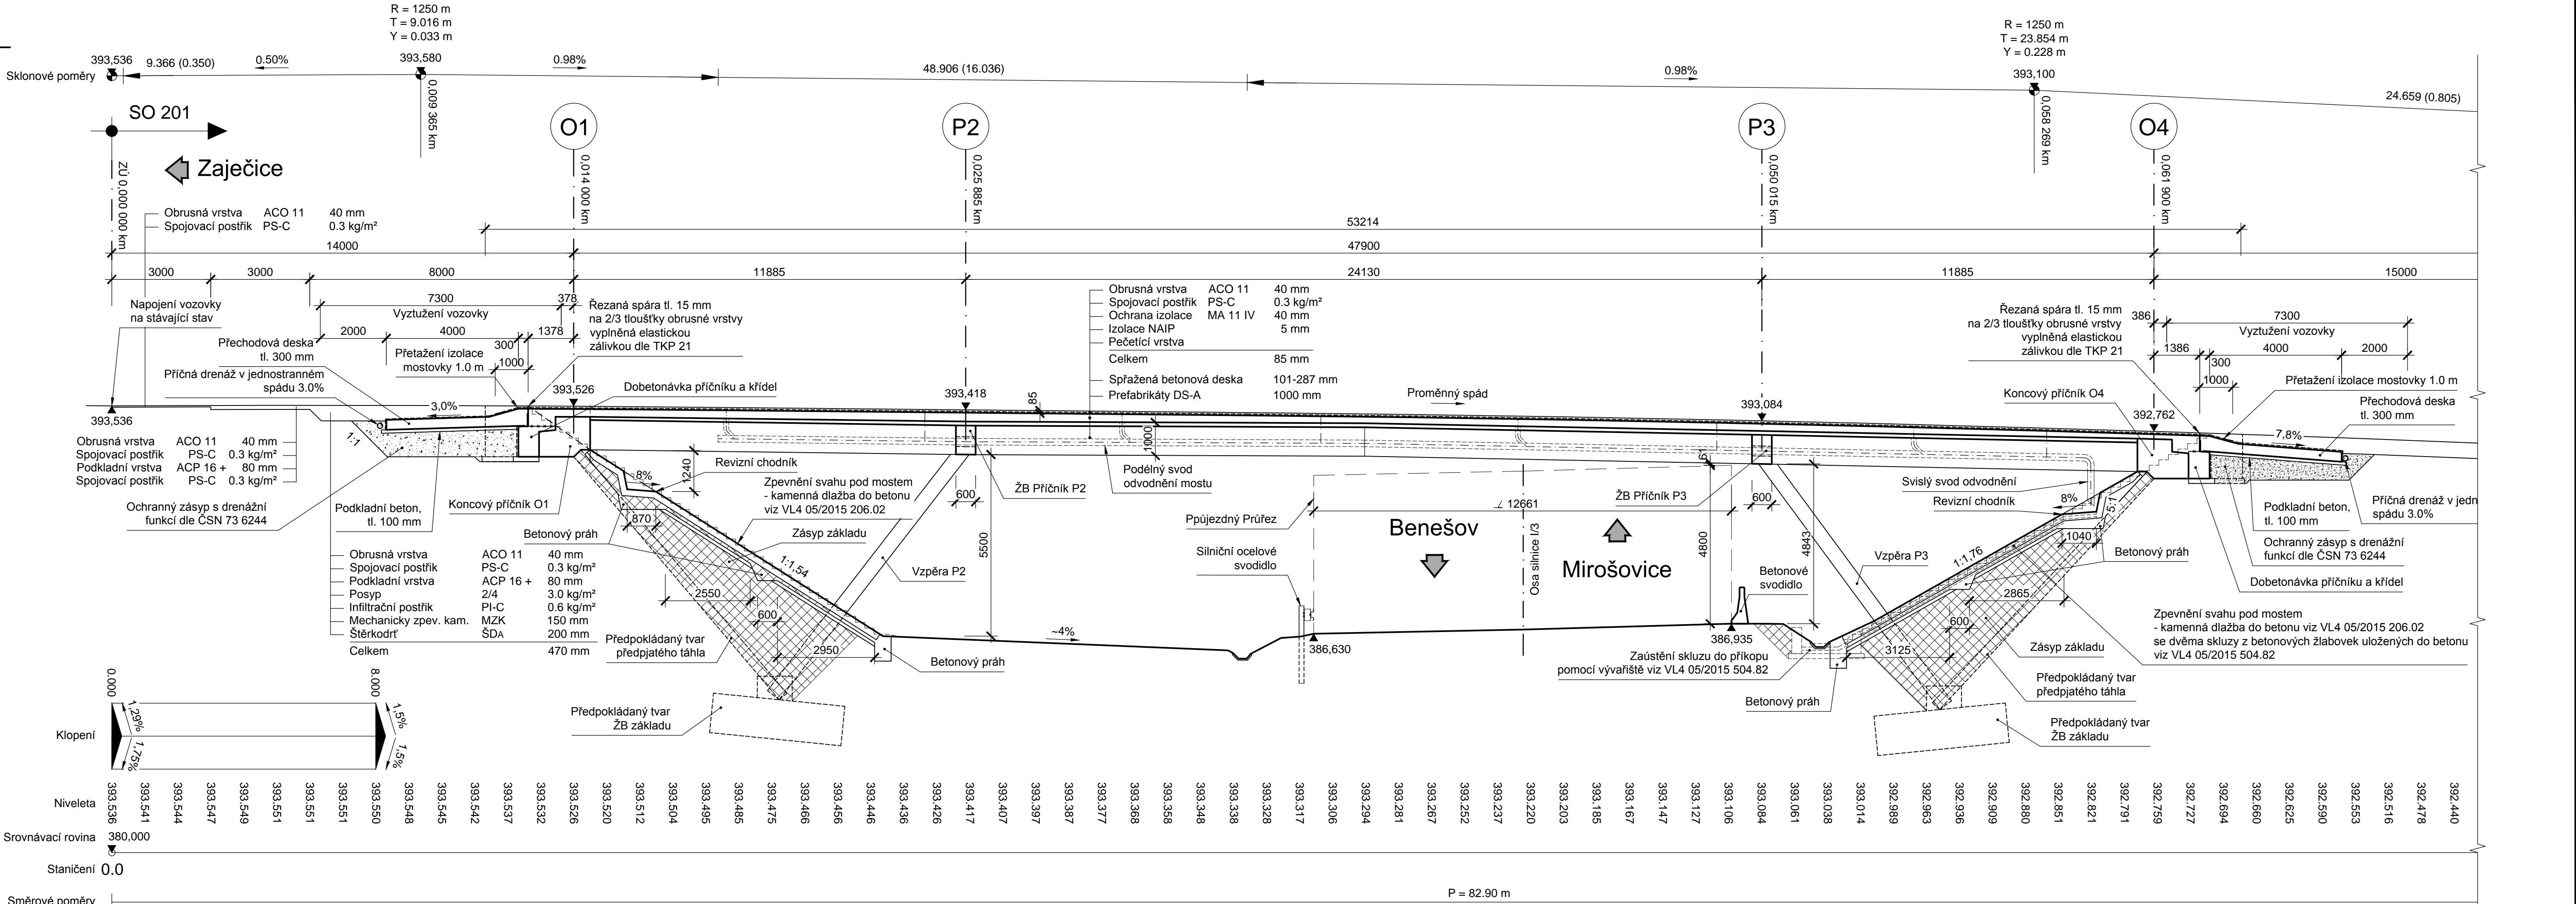 R = 1250 m
T = 9.016 m
Y = 0.033 m
R = 1250 m
T = 23.854 m
Y = 0.228 m
Sklonové poměry
393,536
9.366 (0.350)
0.50%
393,580
0.98%
48.906 (16.036)
0.98%
393,100
24.659 (0.805)
0,009 365 km
0,058 269 km
SO 201
O1
P2
P3
O4
Zaječice
ZÚ 0,000 000 km
0,014 000 km
0,025 885 km
0,050 015 km
0,061 900 km
Obrusná vrstva ACO 11 40 mm
Spojovací postřik PS-C 0.3 kg/m²
53214
14000
47900
3000
3000
8000
11885
24130
11885
15000
Napojení vozovky
na stávající stav
7300
378
Vyztužení vozovky
2000
4000
1378
300
1000
Řezaná spára tl. 15 mm
na 2/3 tloušťky obrusné vrstvy
vyplněná elastickou
zálivkou dle TKP 21
Přechodová deska
tl. 300 mm
Přetažení izolace
mostovky 1.0 m
Příčná drenáž v jednostranném
spádu 3.0%
Dobetonávka příčníku a křídel
Obrusná vrstva ACO 11 40 mm
Spojovací postřik PS-C 0.3 kg/m²
Ochrana izolace MA 11 IV 40 mm
Izolace NAIP 5 mm
Pečetící vrstva
Celkem 85 mm
Spřažená betonová deska 101-287 mm
Prefabrikáty DS-A 1000 mm
Řezaná spára tl. 15 mm
na 2/3 tloušťky obrusné vrstvy
vyplněná elastickou
zálivkou dle TKP 21
386
7300
Vyztužení vozovky
1386
4000
2000
300
1000
Přetažení izolace mostovky 1.0 m
Koncový příčník O4
Přechodová deska
tl. 300 mm
Proměnný spád
393,536
393,526
393,418
393,084
392,762
3,0%
7,8%
85
1000
1:1
Obrusná vrstva ACO 11 40 mm
Spojovací postřik PS-C 0.3 kg/m²
Podkladní vrstva ACP 16 + 80 mm
Spojovací postřik PS-C 0.3 kg/m²
Ochranný zásyp s drenážní
funkcí dle ČSN 73 6244
Podkladní beton,
tl. 100 mm
Koncový příčník O1
8%
1240
870
Revizní chodník
Zpevnění svahu pod mostem
- kamenná dlažba do betonu
viz VL4 05/2015 206.02
Betonový práh
Zásyp základu
600
ŽB Příčník P2
Podélný svod
odvodnění mostu
5500
Vzpěra P2
1:1,54
2550
600
2950
Předpokládaný tvar
předpjatého táhla
~4%
Betonový práh
Předpokládaný tvar
ŽB základu
Obrusná vrstva ACO 11 40 mm
Spojovací postřik PS-C 0.3 kg/m²
Podkladní vrstva ACP 16 + 80 mm
Posyp 2/4 3.0 kg/m²
Infiltrační postřik PI-C 0.6 kg/m²
Mechanicky zpev. kam. MZK 150 mm
Štěrkodrť ŠDA 200 mm
Celkem 470 mm
Ppůjezdný Průřez
Silniční ocelové
svodidlo
12661
Benešov
Mirošovice
Osa silnice I/3
386,630
386,935
ŽB Příčník P3
61
600
4800
4843
Betonové
svodidlo
Vzpěra P3
Zaústění skluzu do příkopu
pomocí vývařiště viz VL4 05/2015 504.82
Betonový práh
Svislý svod odvodnění
Revizní chodník
8%
5:1
1040
1:1,76
2865
600
3125
Podkladní beton,
tl. 100 mm
Příčná drenáž v jedn
spádu 3.0%
Ochranný zásyp s drenážní
funkcí dle ČSN 73 6244
Betonový práh
Dobetonávka příčníku a křídel
Zpevnění svahu pod mostem
- kamenná dlažba do betonu viz VL4 05/2015 206.02
se dvěma skluzy z betonových žlabovek uložených do betonu
viz VL4 05/2015 504.82
Zásyp základu
Předpokládaný tvar
předpjatého táhla
Předpokládaný tvar
ŽB základu
0.000
8.000
Klopení
1,29%
1,75%
1,5%
1,5%
Niveleta
393.536 393.541 393.544 393.547 393.549 393.551 393.551 393.551 393.550 393.548 393.545 393.542 393.537 393.532 393.526 393.520 393.512 393.504 393.495 393.485 393.475 393.466 393.456 393.446 393.436 393.426 393.417 393.407 393.397 393.387 393.377 393.368 393.358 393.348 393.338 393.328 393.317 393.306 393.294 393.281 393.267 393.252 393.237 393.220 393.203 393.185 393.167 393.147 393.127 393.106 393.084 393.061 393.038 393.014 392.989 392.963 392.936 392.909 392.880 392.851 392.821 392.791 392.759 392.727 392.694 392.660 392.625 392.590 392.553 392.516 392.478 392.440
Srovnávací rovina 380,000
Staničení 0.0
Směrové poměry
P = 82.90 m